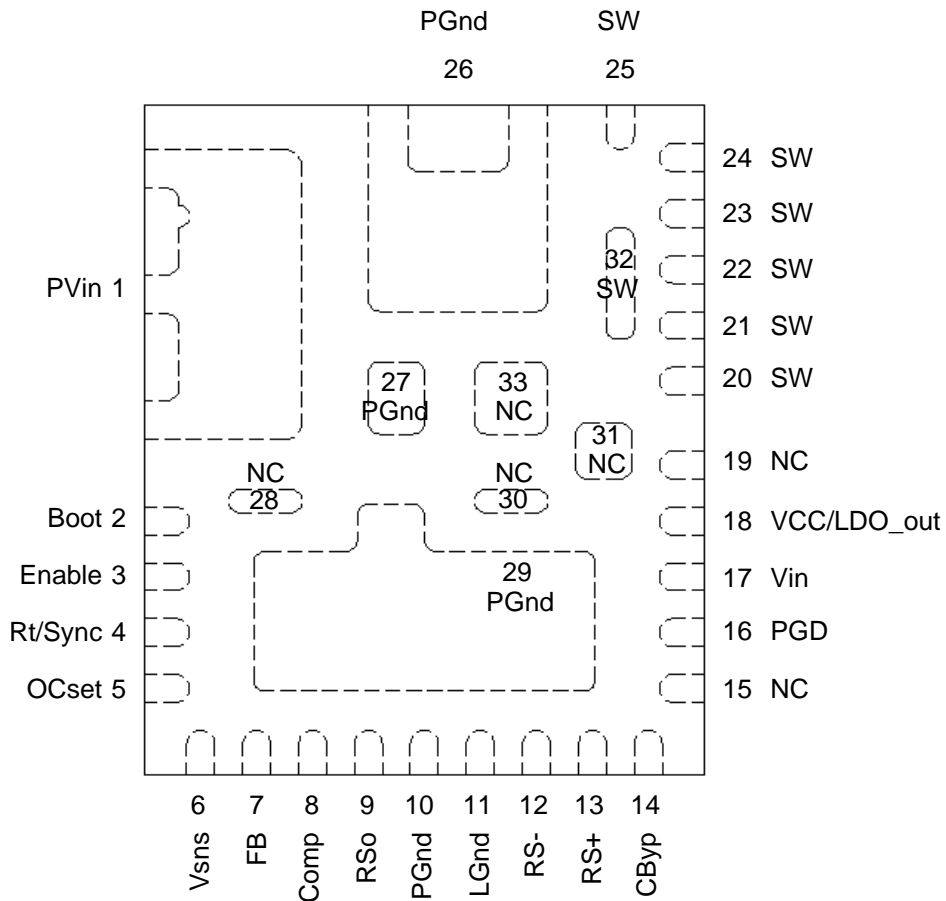 PGnd SW
26 25
24 SW
23 SW
22 SW
32
SW
PVin 1
21 SW
20 SW
27
PGnd
33
NC
31
NC
19 NC
NC
28
NC
30
Boot 2
18 VCC/LDO_out
Enable 3
29
PGnd
17 Vin
Rt/Sync 4
16 PGD
OCset 5
15 NC
6 7 8 9 10 11 12 13 14
Vsns FB Comp RSo PGnd LGnd RS- RS+ CByp